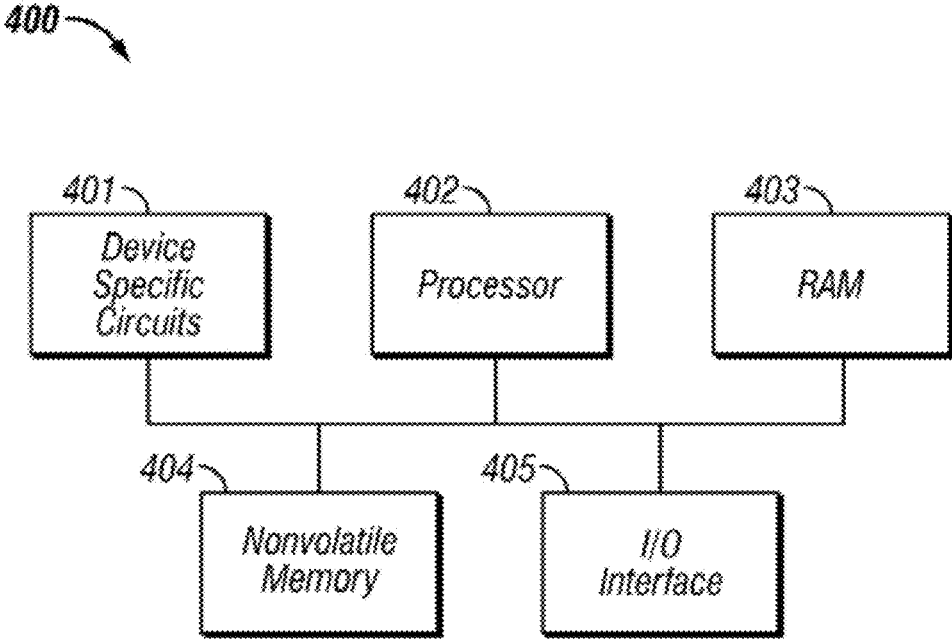 400
401
402
403
Device
Specific
Circuits
Processor
RAM
404
405
Nonvolatile
Memory
I/O
Interface